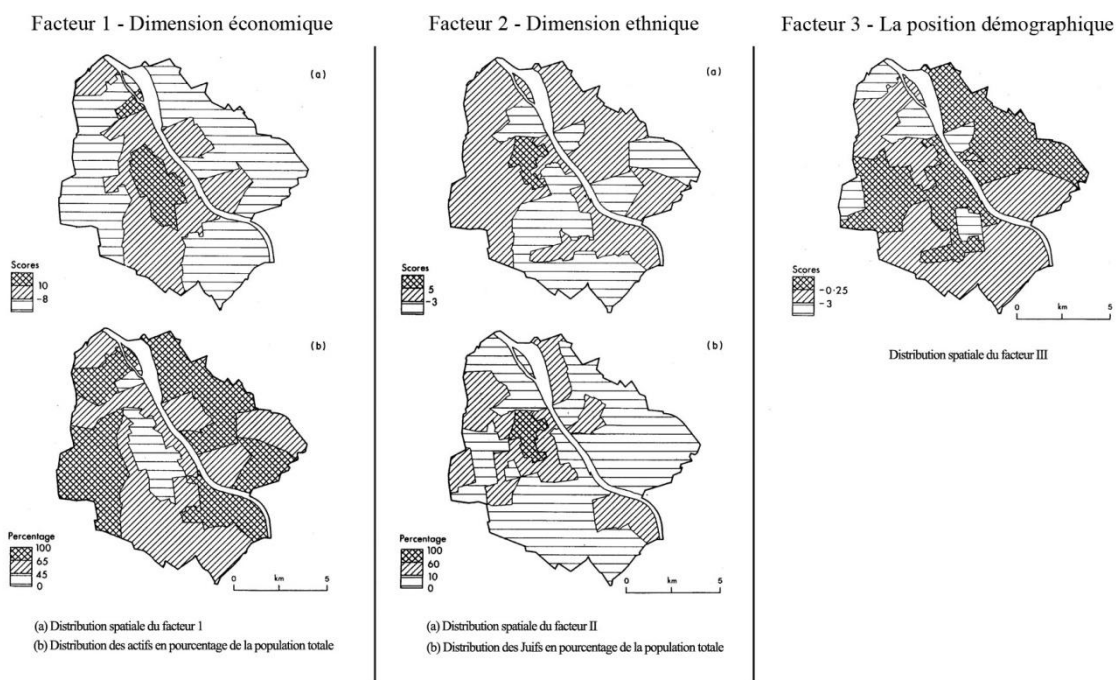 Facteur 1 - Dimension économique
(a)
Scores
10
-8
(b)
Percentage
100
65
45
0
0 km 5
(a) Distribution spatiale du facteur 1
(b) Distribution des actifs en pourcentage de la population totale
Facteur 2 - Dimension ethnique
(a)
Scores
5
-3
(b)
Percentage
100
60
10
0
0 km 5
(a) Distribution spatiale du facteur II
(b) Distribution des Juifs en pourcentage de la population totale
Facteur 3 - La position démographique
Scores
-0·25
-3
0 km 5
Distribution spatiale du facteur III